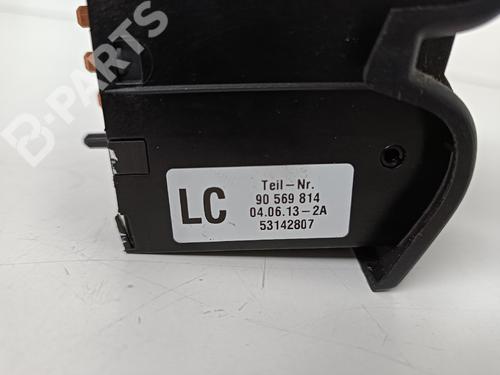 B-PARTS
LC
Teil-Nr.
90 569 814
04.06.13-2A
53142807